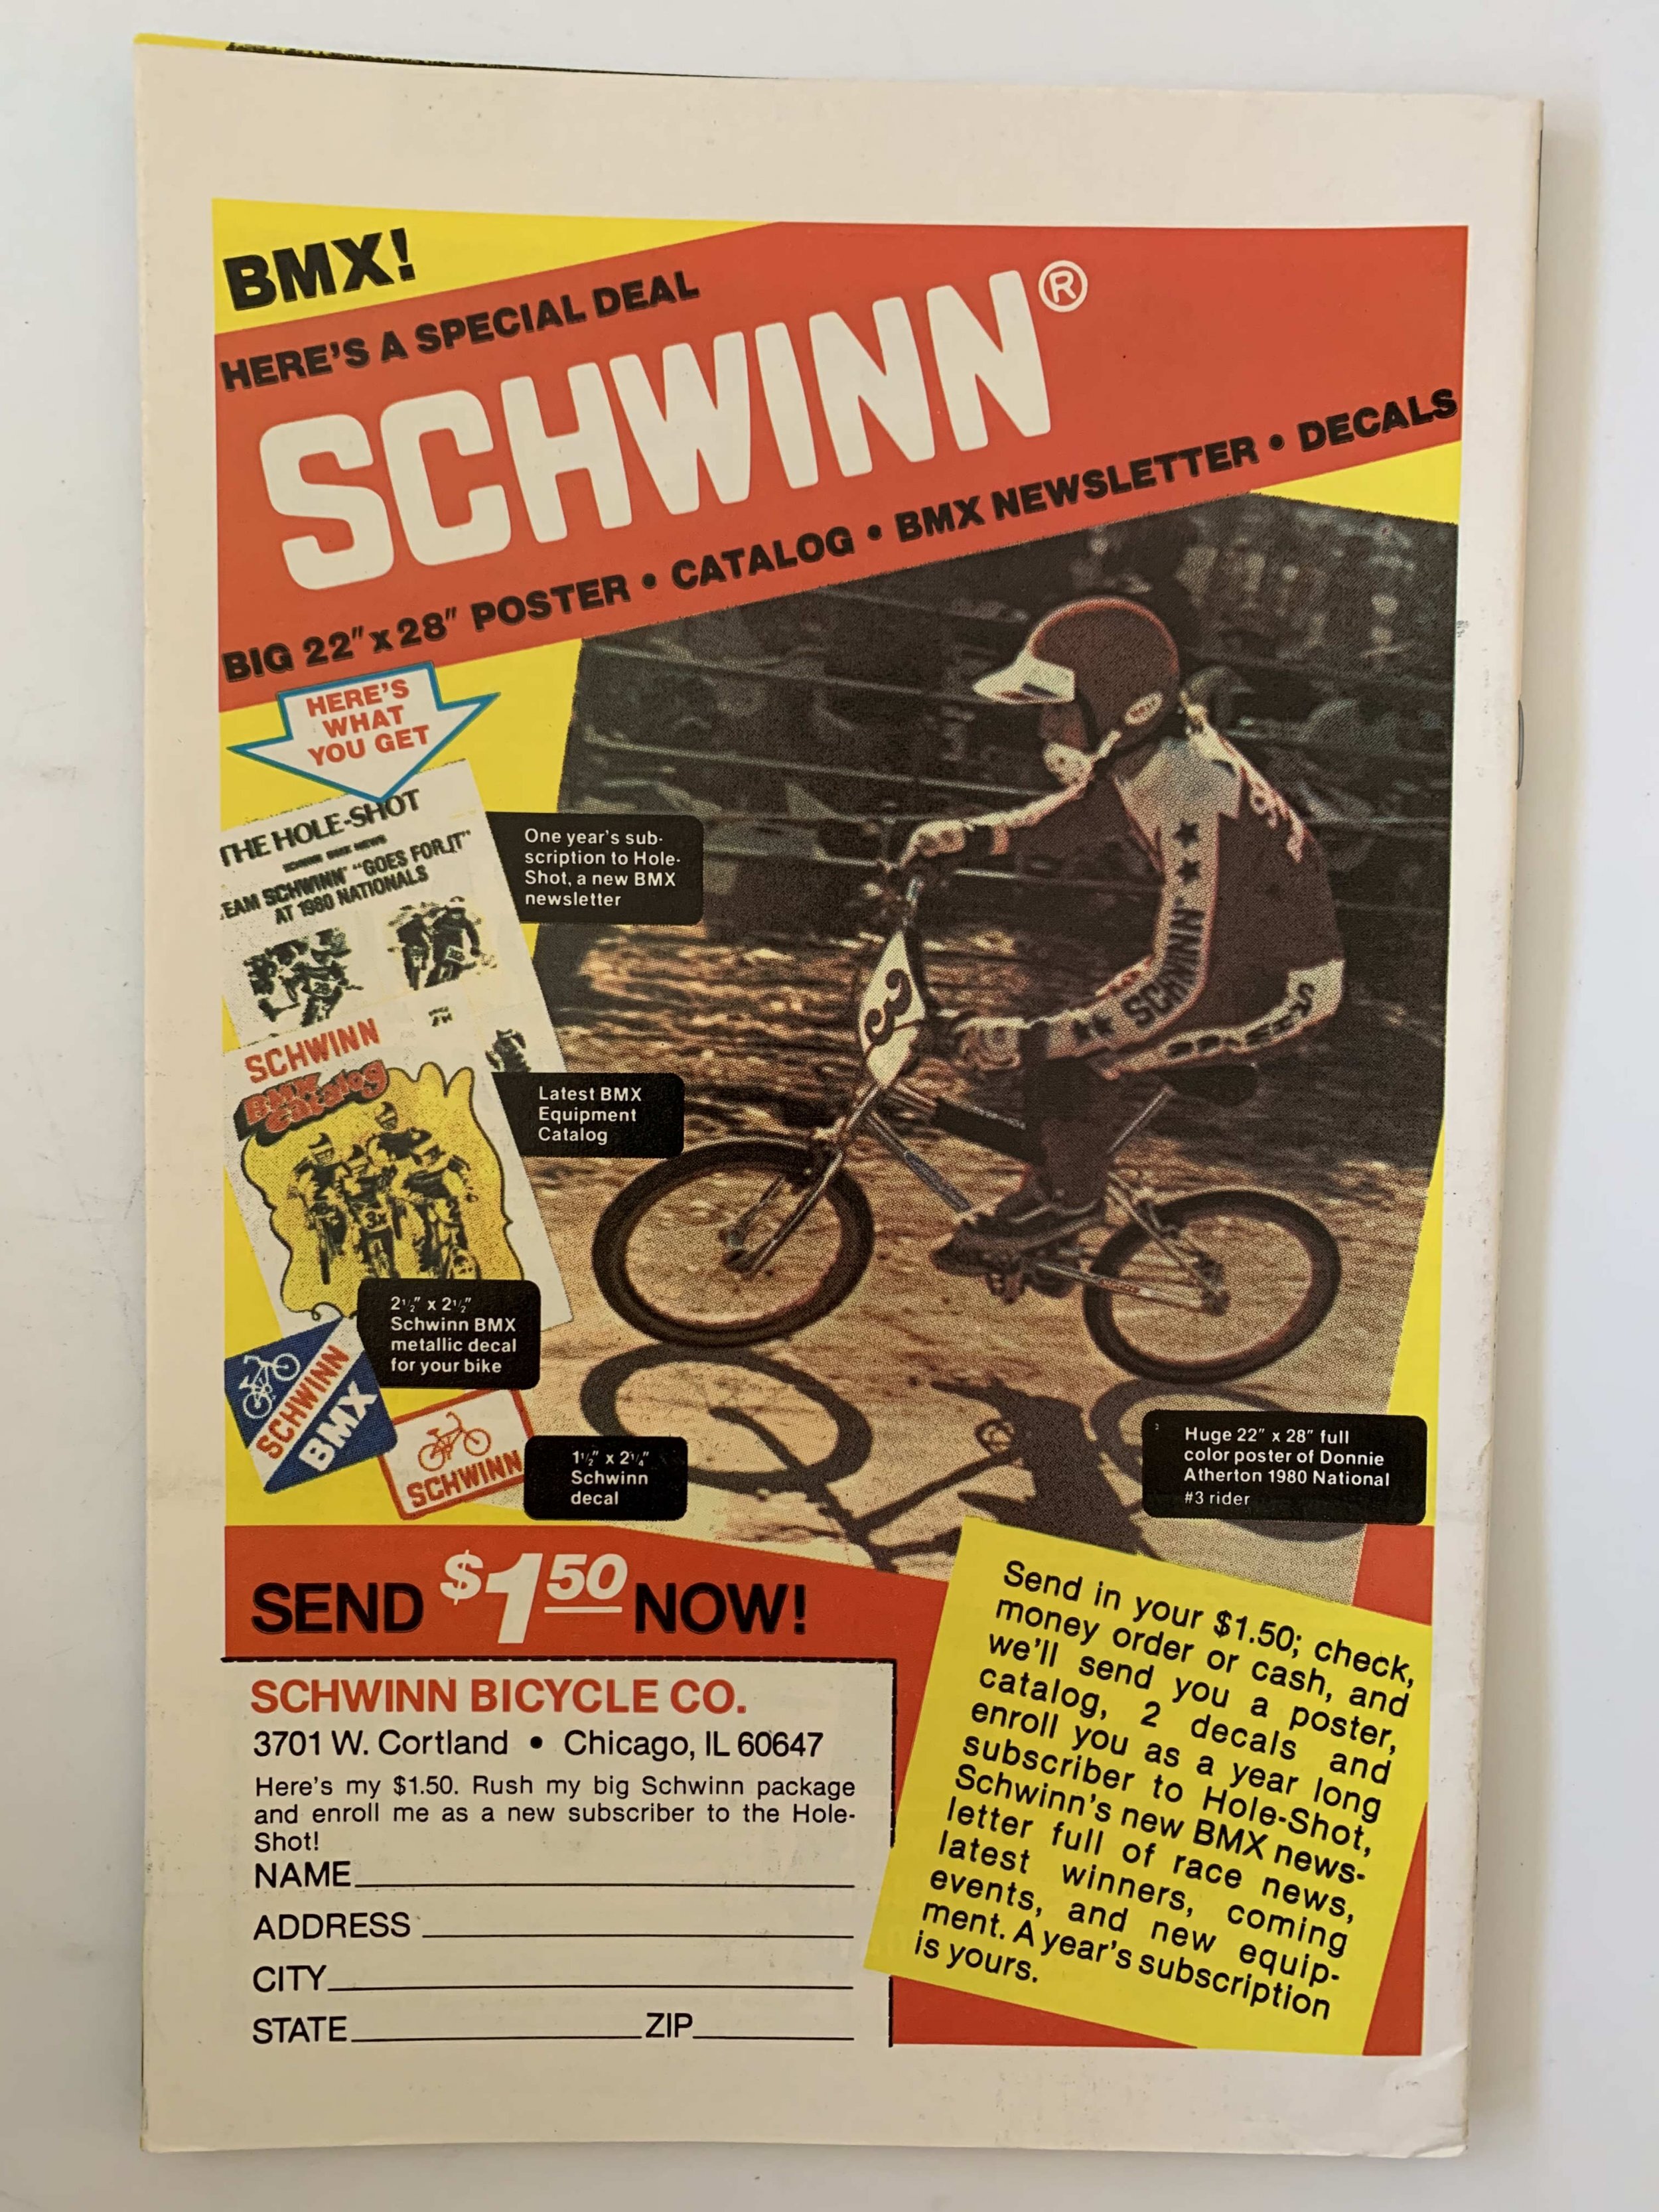 BMX!
HERE'S A SPECIAL DEAL
SCHWINN®
BIG 22" x 28" POSTER • CATALOG • BMX NEWSLETTER • DECALS
HERE'S
WHAT
YOU GET
THE HOLE-SHOT
SCHWINN BMX NEWS
TEAM SCHWINN "GOES FOR IT"
AT 1980 NATIONALS
One year's sub-
scription to Hole-
Shot, a new BMX
newsletter
SCHWINN
BMX
Catalog
Latest BMX
Equipment
Catalog
3x
2
2½" x 2½"
Schwinn BMX
metallic decal
for your bike
SCHWINN
BMX
SCHWINN
1½" x 2¼"
Schwinn
decal
3
SCHWINN
Huge 22" x 28" full
color poster of Donnie
Atherton 1980 National
#3 rider
SEND $1.50 NOW!
SCHWINN BICYCLE CO.
3701 W. Cortland • Chicago, IL 60647
Here's my $1.50. Rush my big Schwinn package
and enroll me as a new subscriber to the Hole-
Shot!
NAME
ADDRESS
CITY
STATE ZIP
Send in your $1.50; check,
money order or cash, and
we'll send you a poster,
catalog, 2 decals and
enroll you as a year long
subscriber to Hole-Shot,
Schwinn's new BMX news-
letter full of race news,
latest winners, coming
events, and new equip-
ment. A year's subscription
is yours.